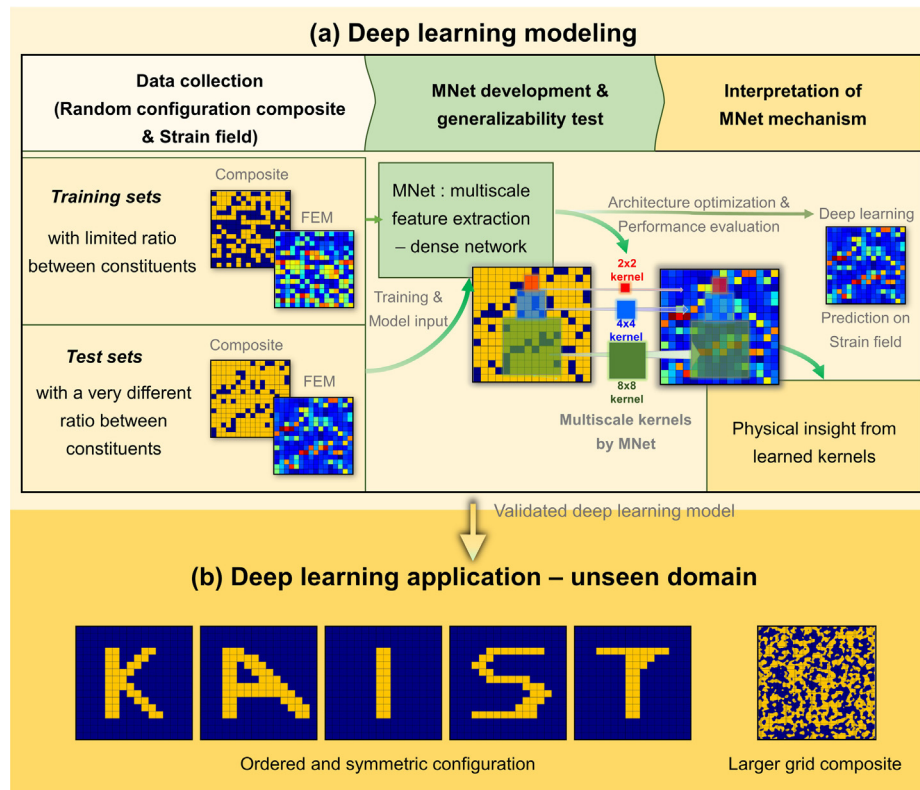 (a) Deep learning modeling
Data collection
(Random configuration composite
& Strain field)
MNet development &
generalizability test
Interpretation of
MNet mechanism
Training sets
with limited ratio
between constituents
Composite
FEM
MNet : multiscale
feature extraction
– dense network
Training &
Model input
Architecture optimization &
Performance evaluation
Deep learning
Prediction on
Strain field
2x2
kernel
4x4
kernel
8x8
kernel
Multiscale kernels
by MNet
Test sets
with a very different
ratio between
constituents
Composite
FEM
Physical insight from
learned kernels
Validated deep learning model
(b) Deep learning application – unseen domain
K A I S T
Ordered and symmetric configuration
Larger grid composite